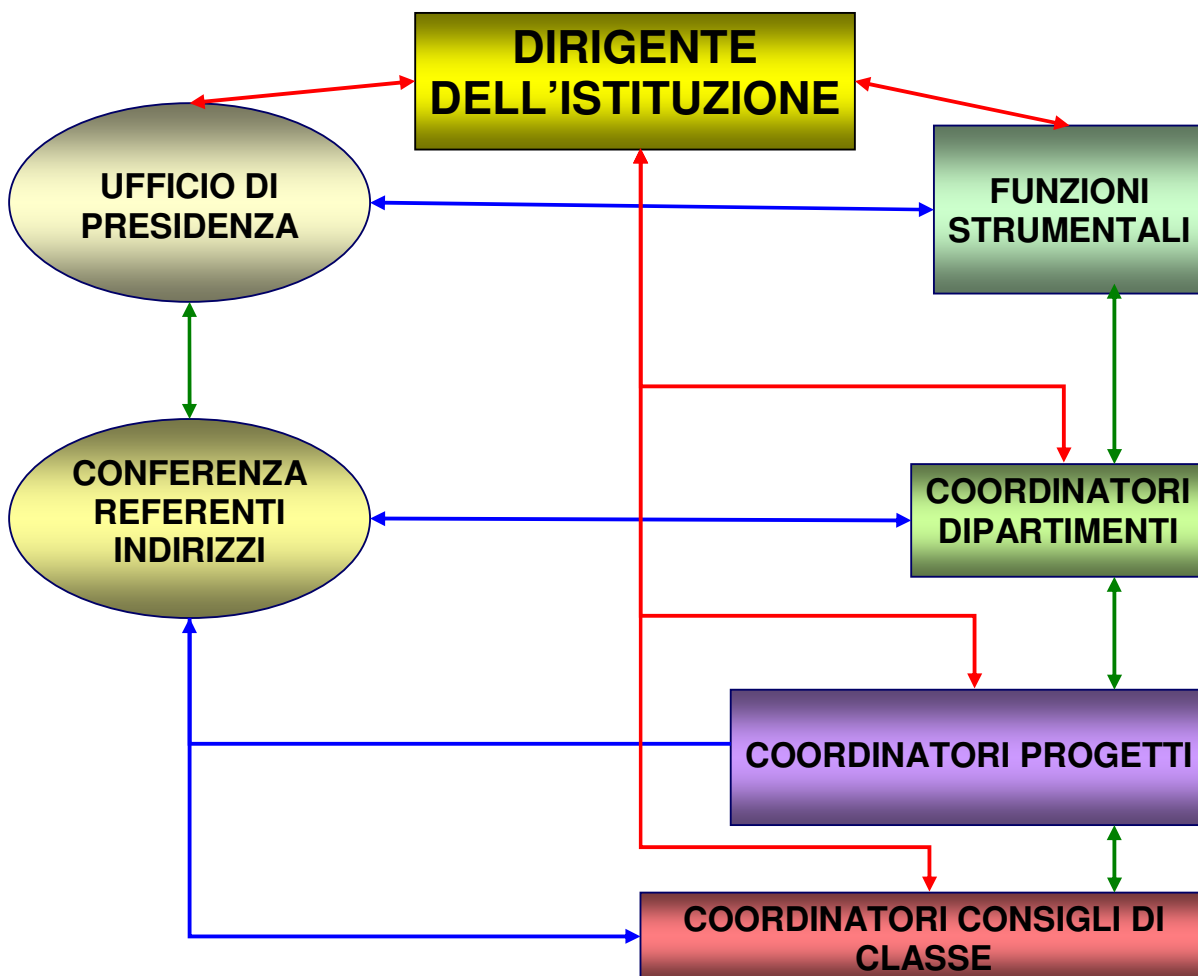 DIRIGENTE
DELL’ISTITUZIONE
UFFICIO DI
PRESIDENZA
FUNZIONI
STRUMENTALI
CONFERENZA
REFERENTI
INDIRIZZI
COORDINATORI
DIPARTIMENTI
COORDINATORI PROGETTI
COORDINATORI CONSIGLI DI
CLASSE